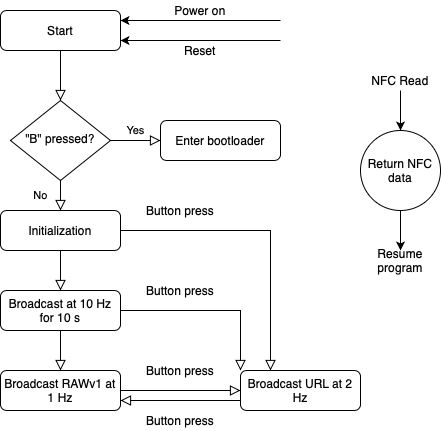 Power on
Start
Reset
NFC Read
"B" pressed?
Yes
Enter bootloader
Return NFC
data
No
Button press
Initialization
Resume
program
Button press
Broadcast at 10 Hz
for 10 s
Button press
Broadcast RAWv1 at
1 Hz
Broadcast URL at 2
Hz
Button press